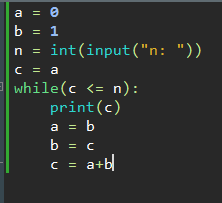 a = 0
b = 1
n = int(input("n: "))
c = a
while(c <= n):
    print(c)
    a = b
    b = c
    c = a+b